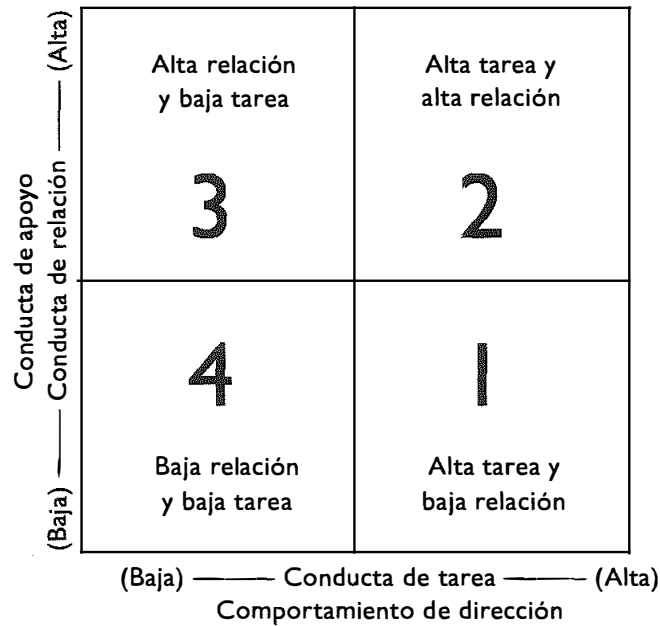 Alta relación
y baja tarea
3
Alta tarea y
alta relación
2
4
Baja relación
y baja tarea
1
Alta tarea y
baja relación
Conducta de apoyo
(Baja) Conducta de relación (Alta)
(Baja) Conducta de tarea (Alta)
Comportamiento de dirección